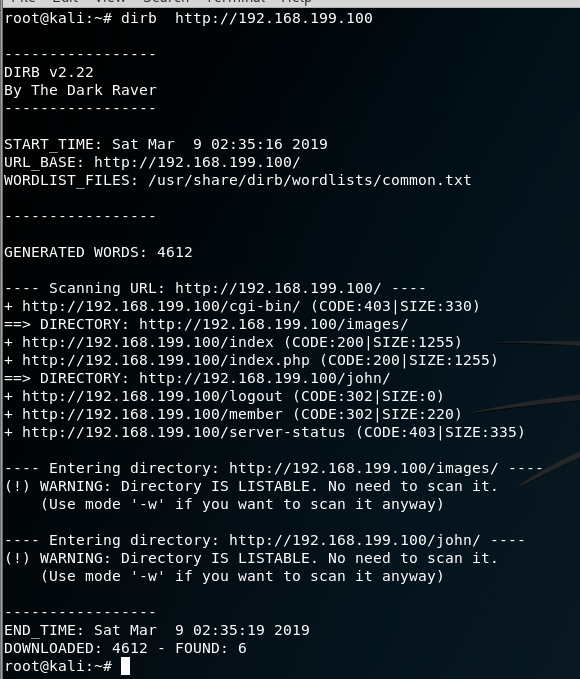 File Edit View Search Terminal Help
root@kali:~# dirb  http://192.168.199.100

-----------------
DIRB v2.22
By The Dark Raver
-----------------

START_TIME: Sat Mar  9 02:35:16 2019
URL_BASE: http://192.168.199.100/
WORDLIST_FILES: /usr/share/dirb/wordlists/common.txt

-----------------

GENERATED WORDS: 4612

---- Scanning URL: http://192.168.199.100/ ----
+ http://192.168.199.100/cgi-bin/ (CODE:403|SIZE:330)
==> DIRECTORY: http://192.168.199.100/images/
+ http://192.168.199.100/index (CODE:200|SIZE:1255)
+ http://192.168.199.100/index.php (CODE:200|SIZE:1255)
==> DIRECTORY: http://192.168.199.100/john/
+ http://192.168.199.100/logout (CODE:302|SIZE:0)
+ http://192.168.199.100/member (CODE:302|SIZE:220)
+ http://192.168.199.100/server-status (CODE:403|SIZE:335)

---- Entering directory: http://192.168.199.100/images/ ----
(!) WARNING: Directory IS LISTABLE. No need to scan it.
    (Use mode '-w' if you want to scan it anyway)

---- Entering directory: http://192.168.199.100/john/ ----
(!) WARNING: Directory IS LISTABLE. No need to scan it.
    (Use mode '-w' if you want to scan it anyway)

-----------------
END_TIME: Sat Mar  9 02:35:19 2019
DOWNLOADED: 4612 - FOUND: 6
root@kali:~#